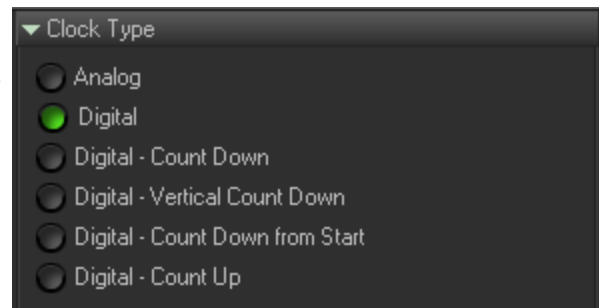 Clock Type
Analog
Digital
Digital - Count Down
Digital - Vertical Count Down
Digital - Count Down from Start
Digital - Count Up